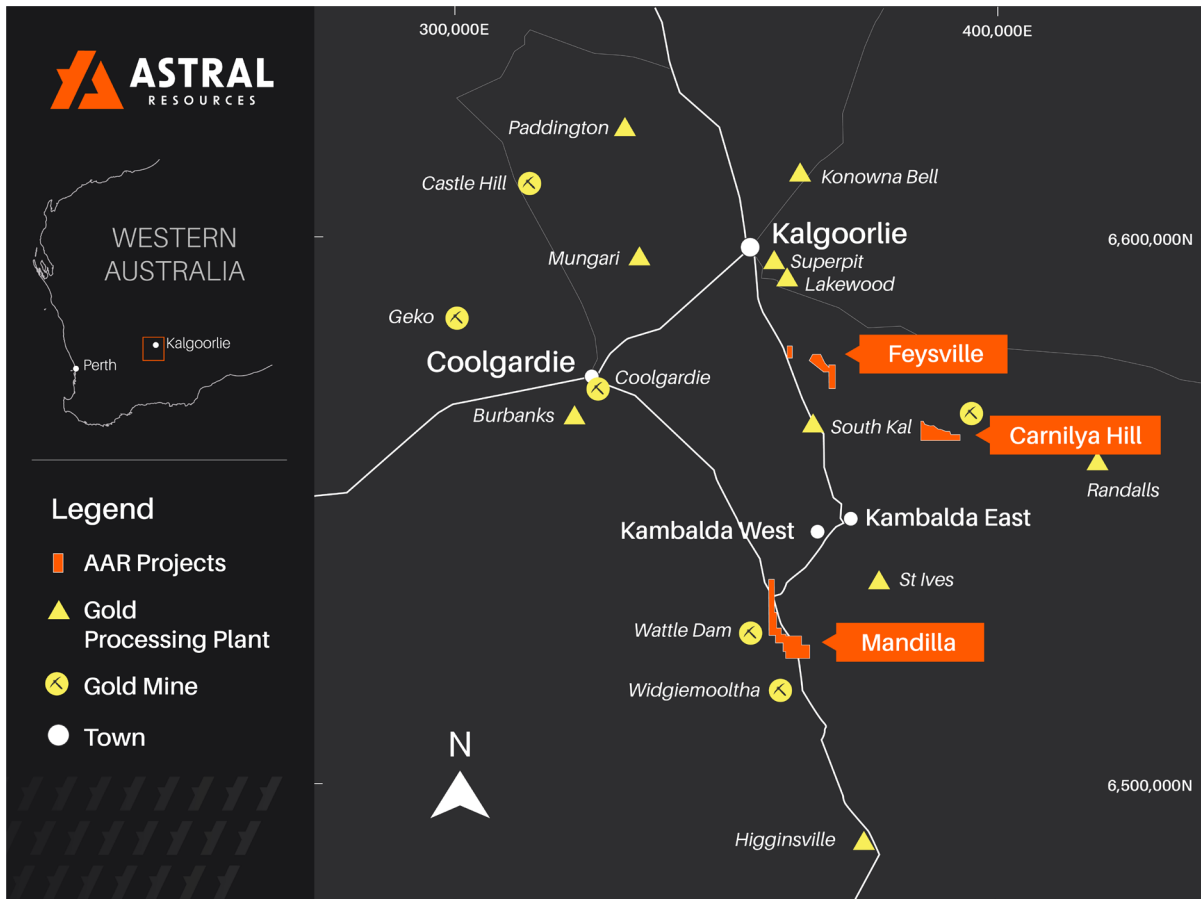 ASTRAL
RESOURCES
WESTERN
AUSTRALIA
Kalgoorlie
Perth
Legend
AAR Projects
Gold
Processing Plant
Gold Mine
Town
300,000E
400,000E
Paddington
Castle Hill
Konowna Bell
Kalgoorlie
6,600,000N
Mungari
Superpit
Lakewood
Geko
Feysville
Coolgardie
Coolgardie
Burbanks
South Kal
Carnilya Hill
Randalls
Kambalda West
Kambalda East
St Ives
Wattle Dam
Mandilla
Widgiemooltha
N
6,500,000N
Higginsville